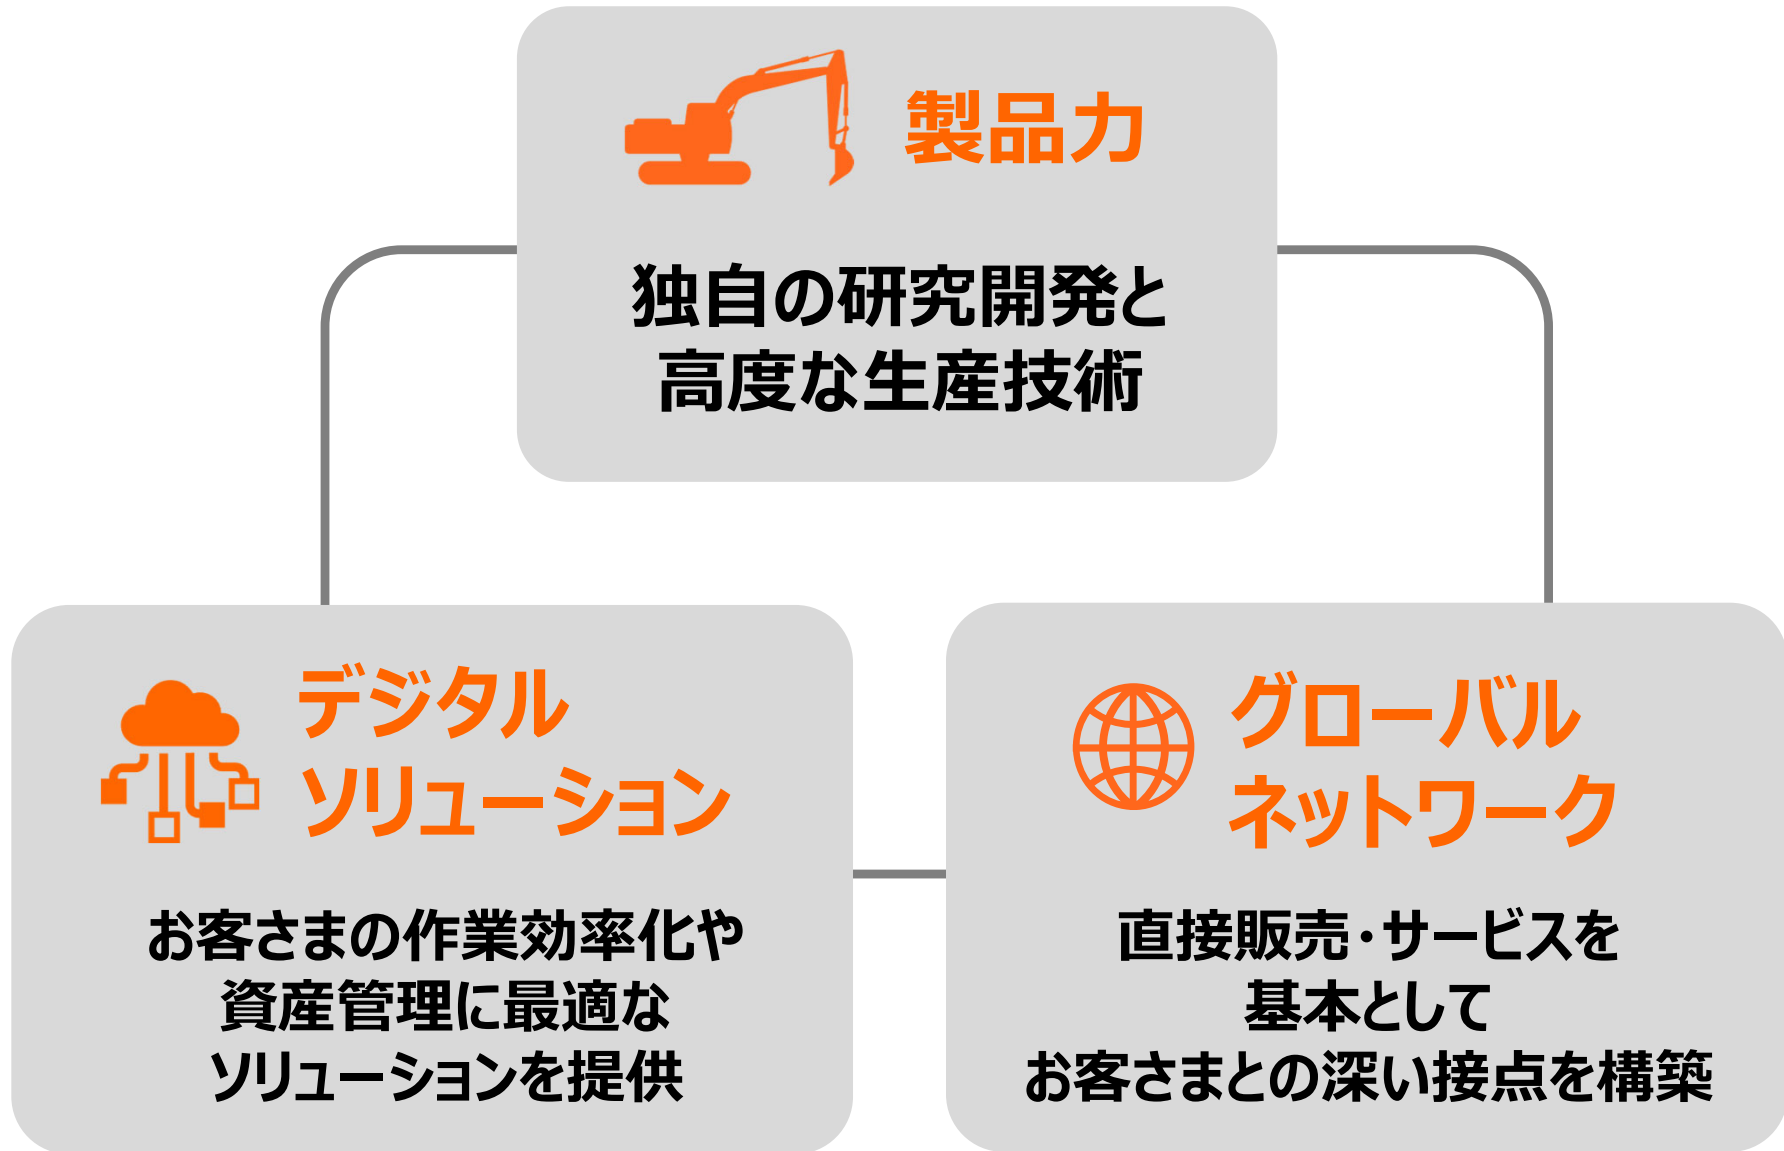 製品力
独自の研究開発と
高度な生産技術
デジタル
ソリューション
お客さまの作業効率化や
資産管理に最適な
ソリューションを提供
グローバル
ネットワーク
直接販売・サービスを
基本として
お客さまとの深い接点を構築